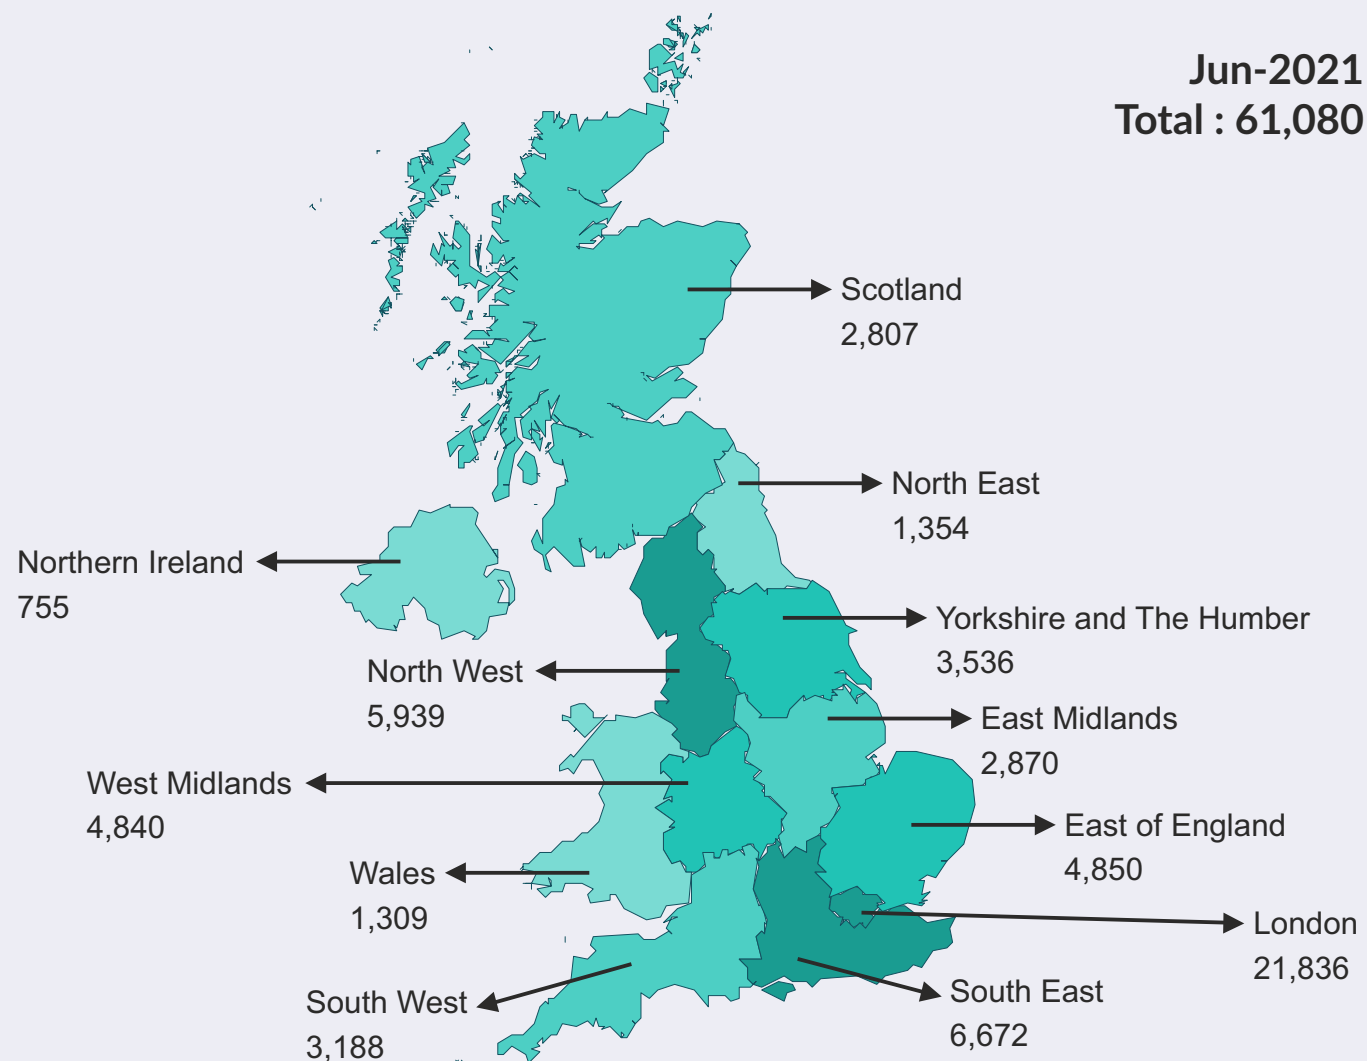 Jun-2021
Total : 61,080
Scotland
2,807
North East
1,354
Northern Ireland
755
Yorkshire and The Humber
3,536
North West
5,939
East Midlands
2,870
West Midlands
4,840
East of England
4,850
Wales
1,309
London
21,836
South West
3,188
South East
6,672